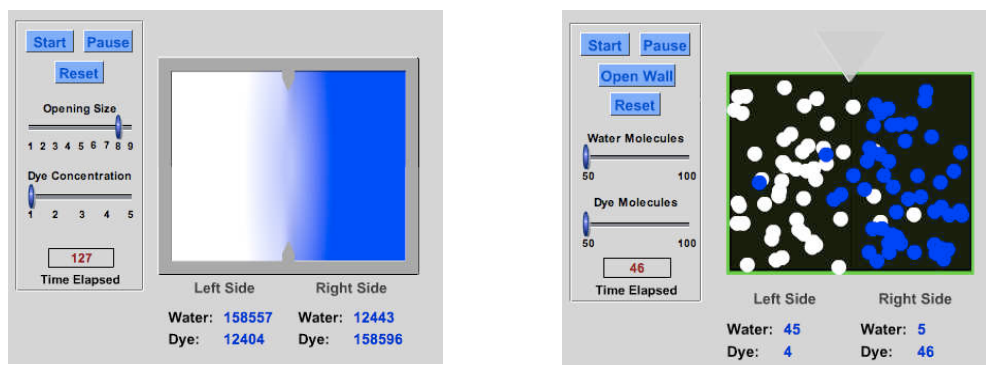 Start Pause
Reset
Opening Size
1 2 3 4 5 6 7 8 9
Dye Concentration
1 2 3 4 5
127
Time Elapsed
Left Side Right Side
Water: 158557 Water: 12443
Dye: 12404 Dye: 158596
Start Pause
Open Wall
Reset
Water Molecules
50 100
Dye Molecules
50 100
46
Time Elapsed
Left Side Right Side
Water: 45 Water: 5
Dye: 4 Dye: 46